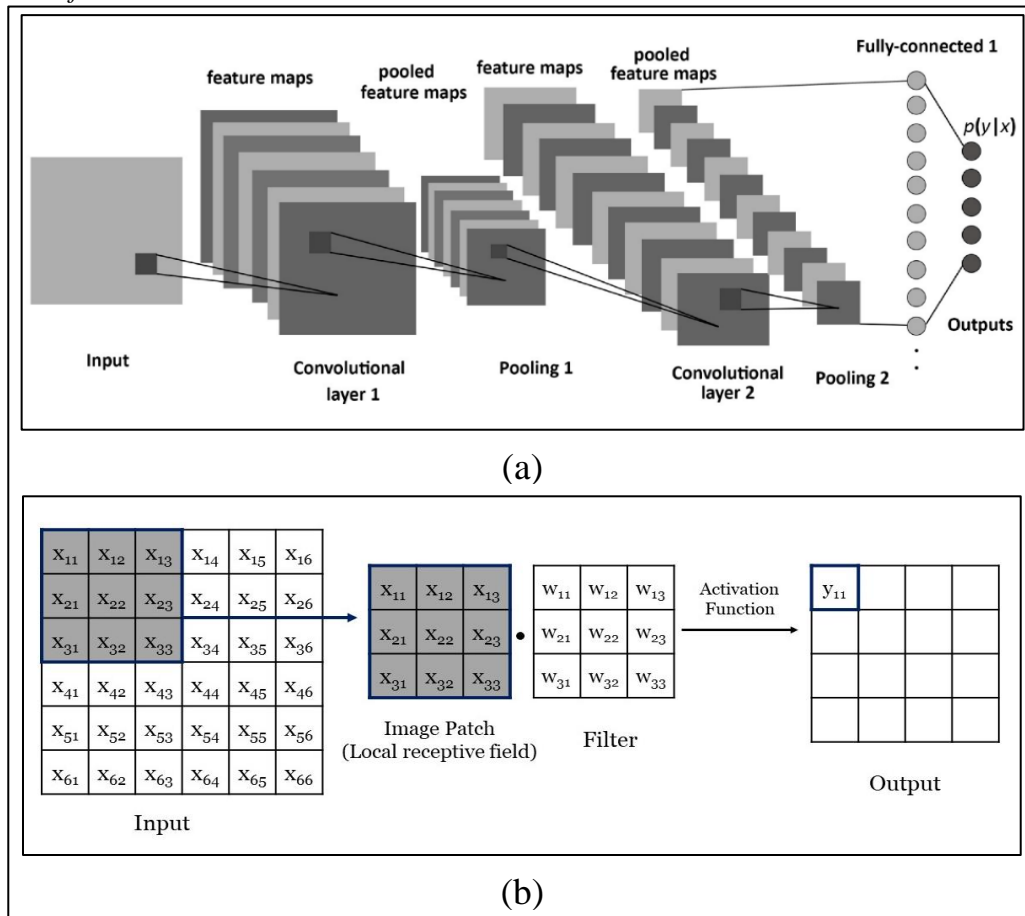 Fully-connected 1
feature maps
pooled
feature maps
feature maps
pooled
feature maps
p(y|x)
Input
Convolutional
layer 1
Pooling 1
Convolutional
layer 2
Pooling 2
Outputs
(a)
x11 x12 x13 x14 x15 x16
x21 x22 x23 x24 x25 x26
x31 x32 x33 x34 x35 x36
x41 x42 x43 x44 x45 x46
x51 x52 x53 x54 x55 x56
x61 x62 x63 x64 x65 x66
Input
x11 x12 x13
x21 x22 x23
x31 x32 x33
Image Patch
(Local receptive field)
w11 w12 w13
w21 w22 w23
w31 w32 w33
Filter
Activation
Function
y11
Output
(b)